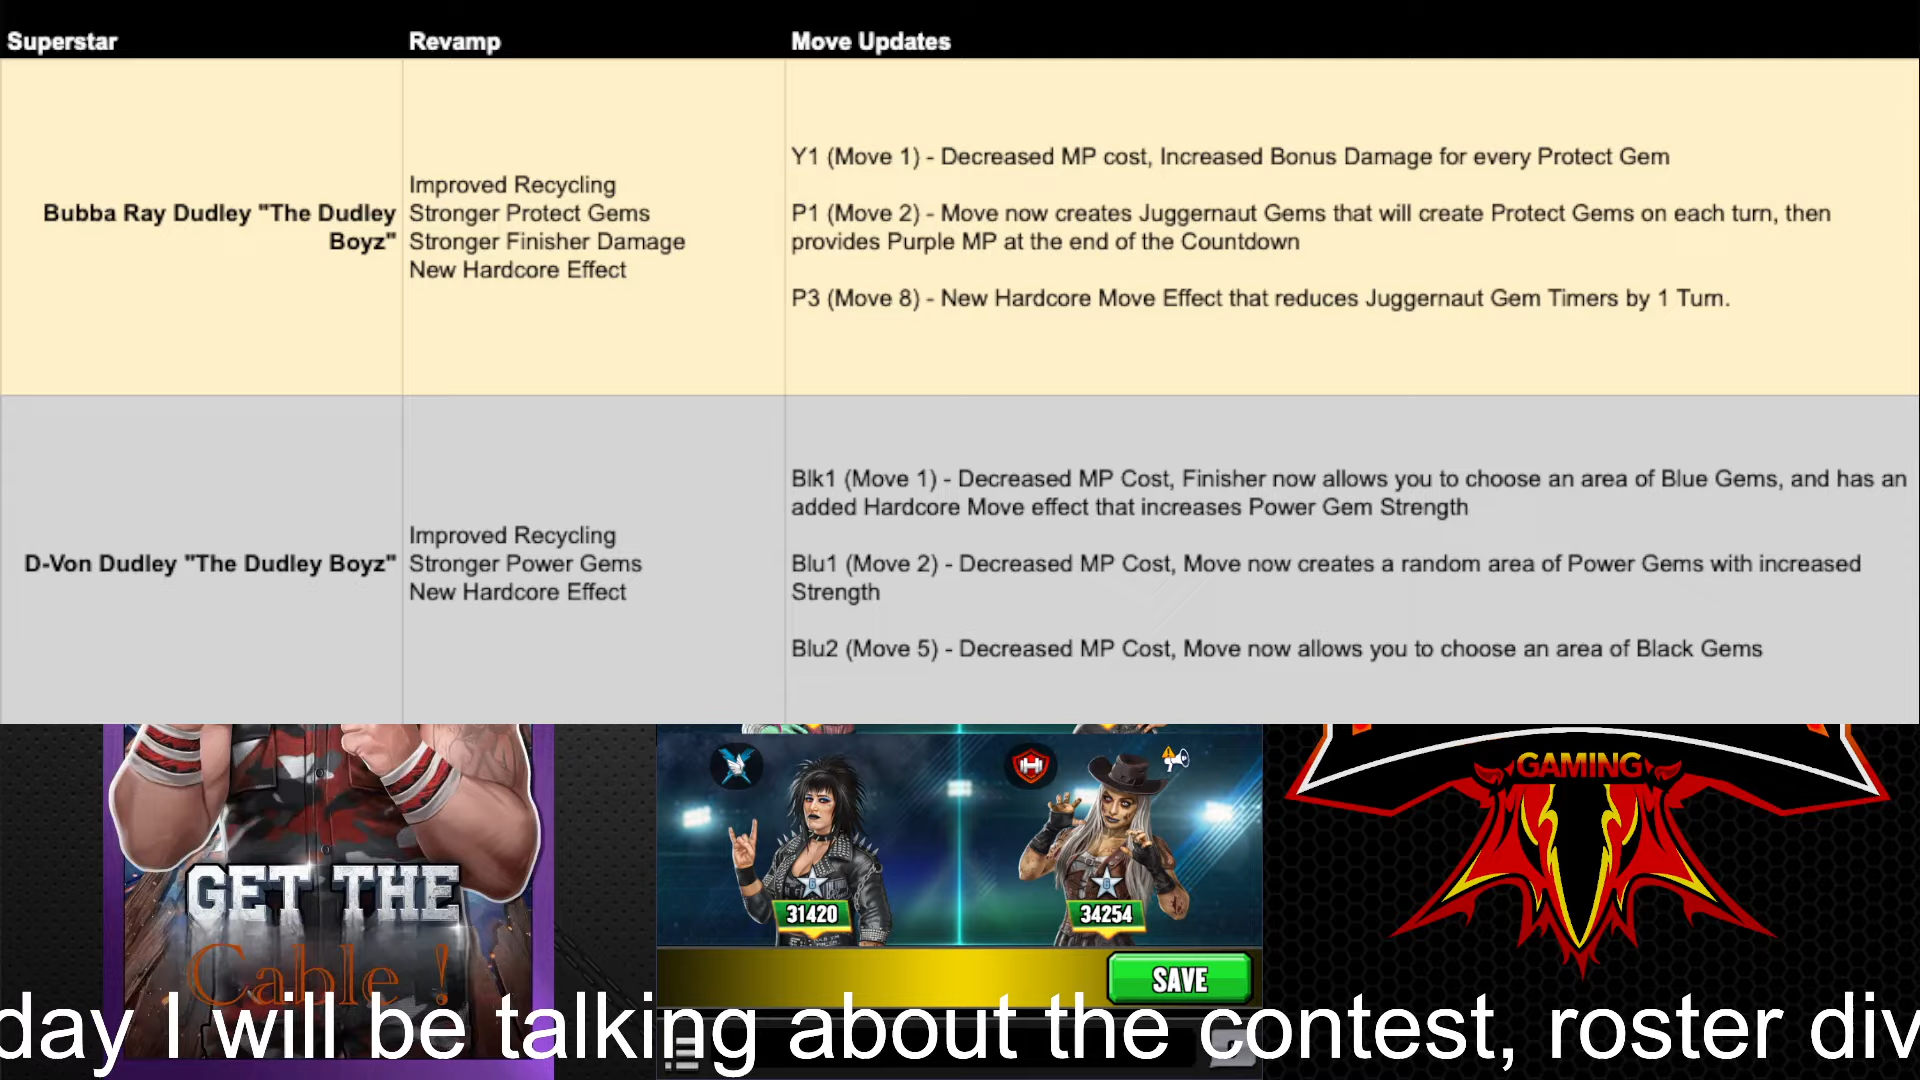 Superstar
Revamp
Move Updates
Bubba Ray Dudley "The Dudley
Boyz"
Improved Recycling
Stronger Protect Gems
Stronger Finisher Damage
New Hardcore Effect
Y1 (Move 1) - Decreased MP cost, Increased Bonus Damage for every Protect Gem
P1 (Move 2) - Move now creates Juggernaut Gems that will create Protect Gems on each turn, then
provides Purple MP at the end of the Countdown
P3 (Move 8) - New Hardcore Move Effect that reduces Juggernaut Gem Timers by 1 Turn.
D-Von Dudley "The Dudley Boyz"
Improved Recycling
Stronger Power Gems
New Hardcore Effect
Blk1 (Move 1) - Decreased MP Cost, Finisher now allows you to choose an area of Blue Gems, and has an
added Hardcore Move effect that increases Power Gem Strength
Blu1 (Move 2) - Decreased MP Cost, Move now creates a random area of Power Gems with increased
Strength
Blu2 (Move 5) - Decreased MP Cost, Move now allows you to choose an area of Black Gems
GET THE
Cable !
31420
34254
SAVE
GAMING
day I will be talking about the contest, roster div